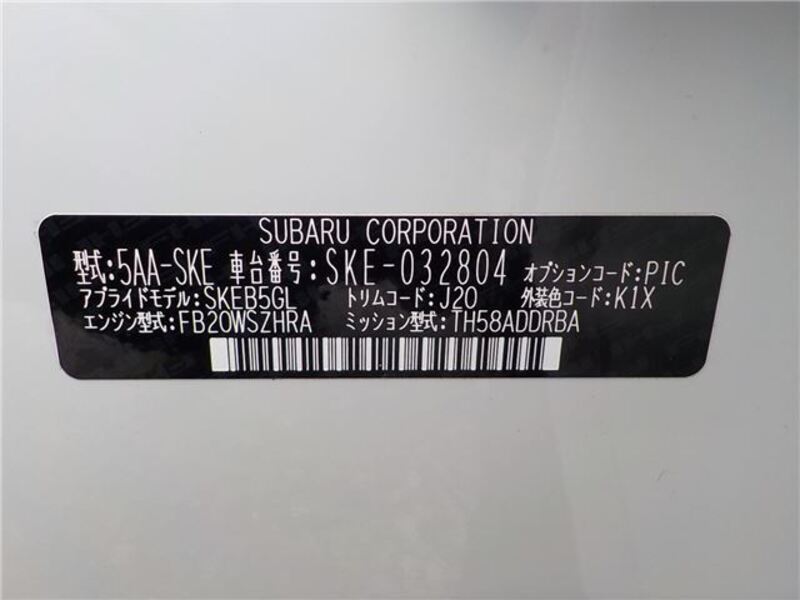 SUBARU CORPORATION
型式:5AA-SKE 車台番号:SKE-032804 オプションコード:PIC
アプライドモデル:SKEB5GL トリムコード:J20 外装色コード:K1X
エンジン型式:FB20WSZHRA ミッション型式:TH58ADDRBA